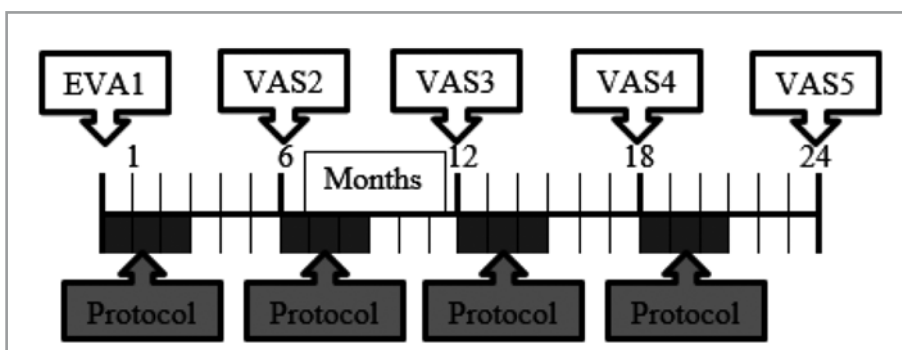 EVA1 VAS2 VAS3 VAS4 VAS5
1 6 12 18 24
Months
Protocol Protocol Protocol Protocol